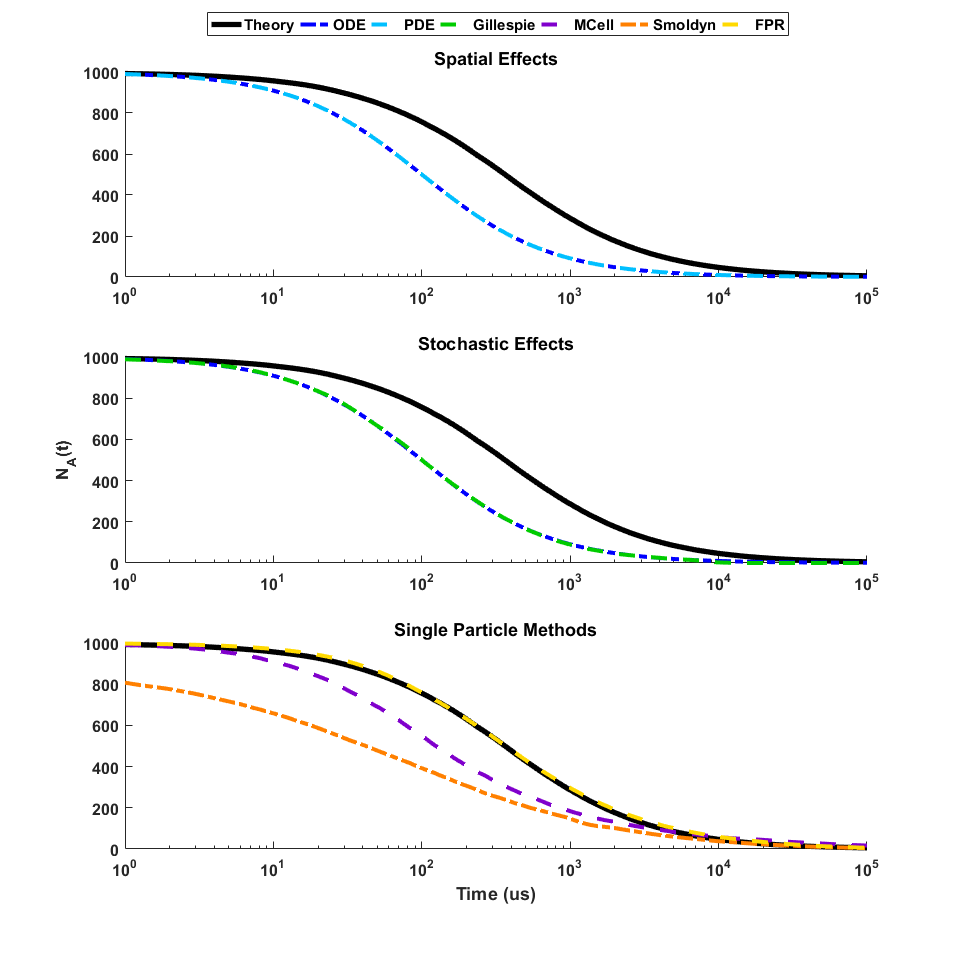 Theory ODE PDE Gillespie MCell Smoldyn FPR
Spatial Effects
1000
800
600
400
200
0
10^0 10^1 10^2 10^3 10^4 10^5
Stochastic Effects
1000
800
600
400
200
0
N_A(t)
10^0 10^1 10^2 10^3 10^4 10^5
Single Particle Methods
1000
800
600
400
200
0
10^0 10^1 10^2 10^3 10^4 10^5
Time (us)